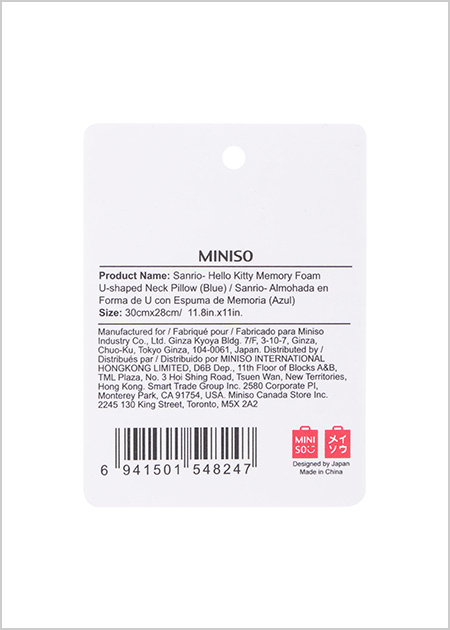 MINISO
Product Name: Sanrio- Hello Kitty Memory Foam
U-shaped Neck Pillow (Blue) / Sanrio- Almohada en
Forma de U con Espuma de Memoria (Azul)
Size: 30cmx28cm/ 11.8in.x11in.
Manufactured for / Fabriqué pour / Fabricado para Miniso
Industry Co., Ltd. Ginza Kyoya Bldg. 7/F, 3-10-7, Ginza,
Chuo-Ku, Tokyo Ginza, 104-0061, Japan. Distributed by /
Distribués par / Distribuido por MINISO INTERNATIONAL
HONGKONG LIMITED, D6B Dep., 11th Floor of Blocks A&B,
TML Plaza, No. 3 Hoi Shing Road, Tsuen Wan, New Territories,
Hong Kong. Smart Trade Group Inc. 2580 Corporate Pl,
Monterey Park, CA 91754, USA. Miniso Canada Store Inc.
2245 130 King Street, Toronto, M5X 2A2
MINI
SO
メイ
ソウ
Designed by Japan
Made in China
6 941501 548247